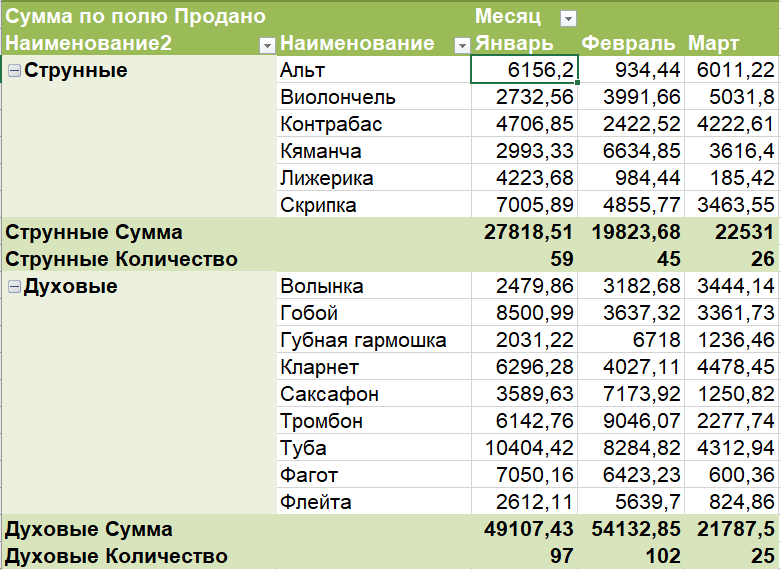 Сумма по полю Продано Месяц
Наименование2 Наименование Январь Февраль Март
Струнные Альт 6156,2 934,44 6011,22
Виолончель 2732,56 3991,66 5031,8
Контрабас 4706,85 2422,52 4222,61
Кяманча 2993,33 6634,85 3616,4
Лижерика 4223,68 984,44 185,42
Скрипка 7005,89 4855,77 3463,55
Струнные Сумма 27818,51 19823,68 22531
Струнные Количество 59 45 26
Духовые Волынка 2479,86 3182,68 3444,14
Гобой 8500,99 3637,32 3361,73
Губная гармошка 2031,22 6718 1236,46
Кларнет 6296,28 4027,11 4478,45
Саксафон 3589,63 7173,92 1250,82
Тромбон 6142,76 9046,07 2777,74
Туба 10404,42 8284,82 4312,94
Фагот 7050,16 6423,23 600,36
Флейта 2612,11 5639,7 824,86
Духовые Сумма 49107,43 54132,85 21787,5
Духовые Количество 97 102 25